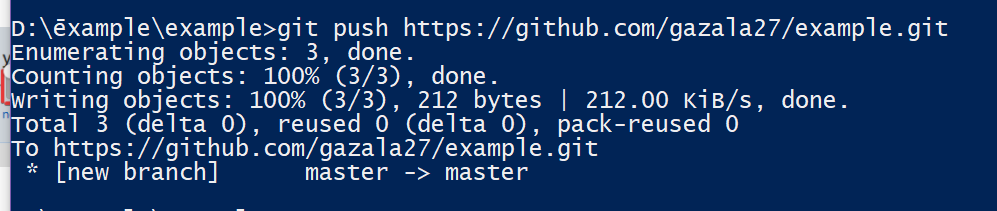 D:\ēxample\example>git push https://github.com/gazala27/example.git
Enumerating objects: 3, done.
Counting objects: 100% (3/3), done.
Writing objects: 100% (3/3), 212 bytes | 212.00 KiB/s, done.
Total 3 (delta 0), reused 0 (delta 0), pack-reused 0
To https://github.com/gazala27/example.git
 * [new branch]      master -> master